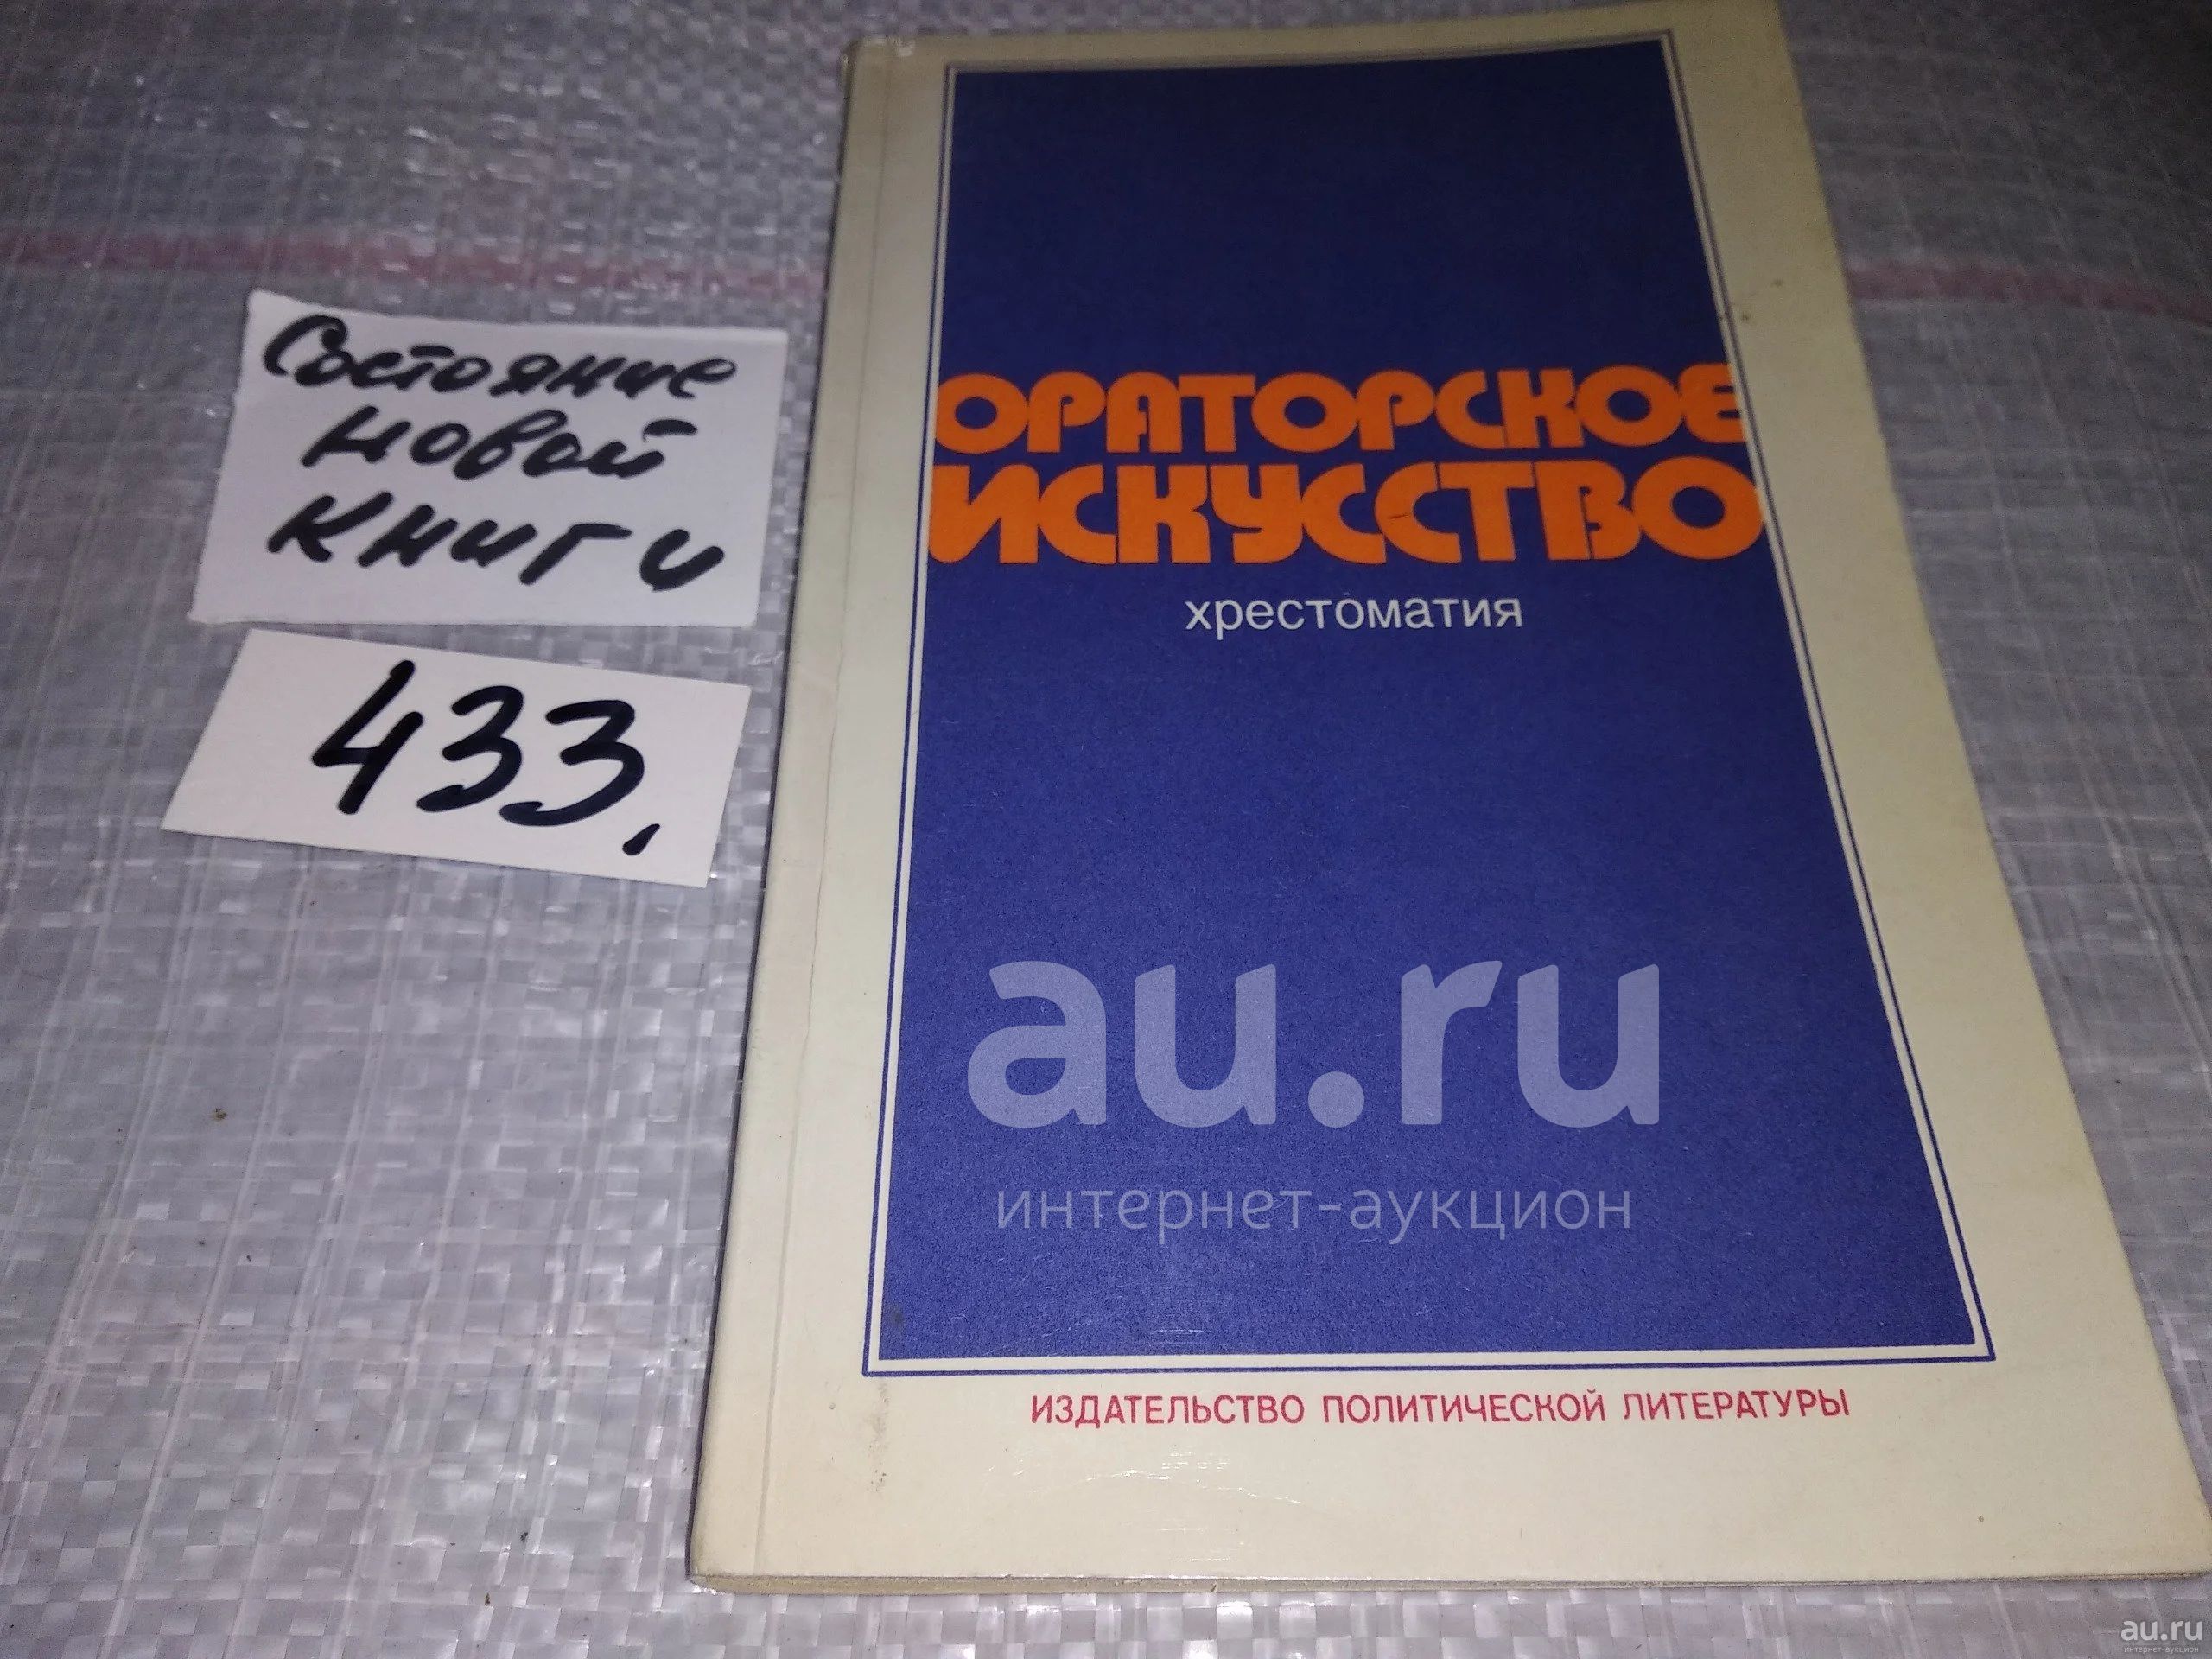 Состояние
новой
книги
433.
ОРАТОРСКОЕ
ИСКУССТВО
хрестоматия
au.ru
интернет-аукцион
ИЗДАТЕЛЬСТВО ПОЛИТИЧЕСКОЙ ЛИТЕРАТУРЫ
au.ru
интернет-аукцион